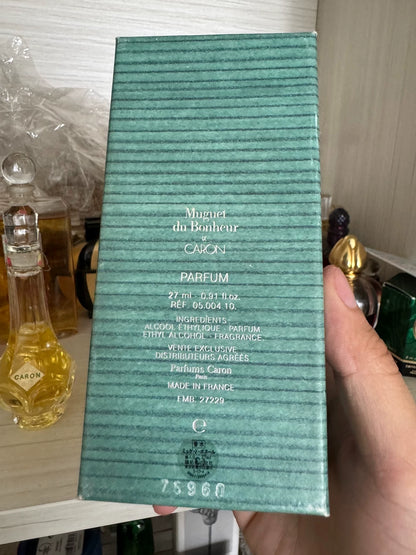 Muguet
du Bonheur
de
CARON
PARFUM
27 ml - 0.91 fl.oz.
RÉF. 05.004.10.
INGREDIENTS -
ALCOOL ÉTHYLIQUE - PARFUM.
ETHYL ALCOHOL - FRAGRANCE.
VENTE EXCLUSIVE
DISTRIBUTEURS AGRÉÉS
Parfums Caron
Paris
MADE IN FRANCE
EMB. 27229
e
75960
CARON